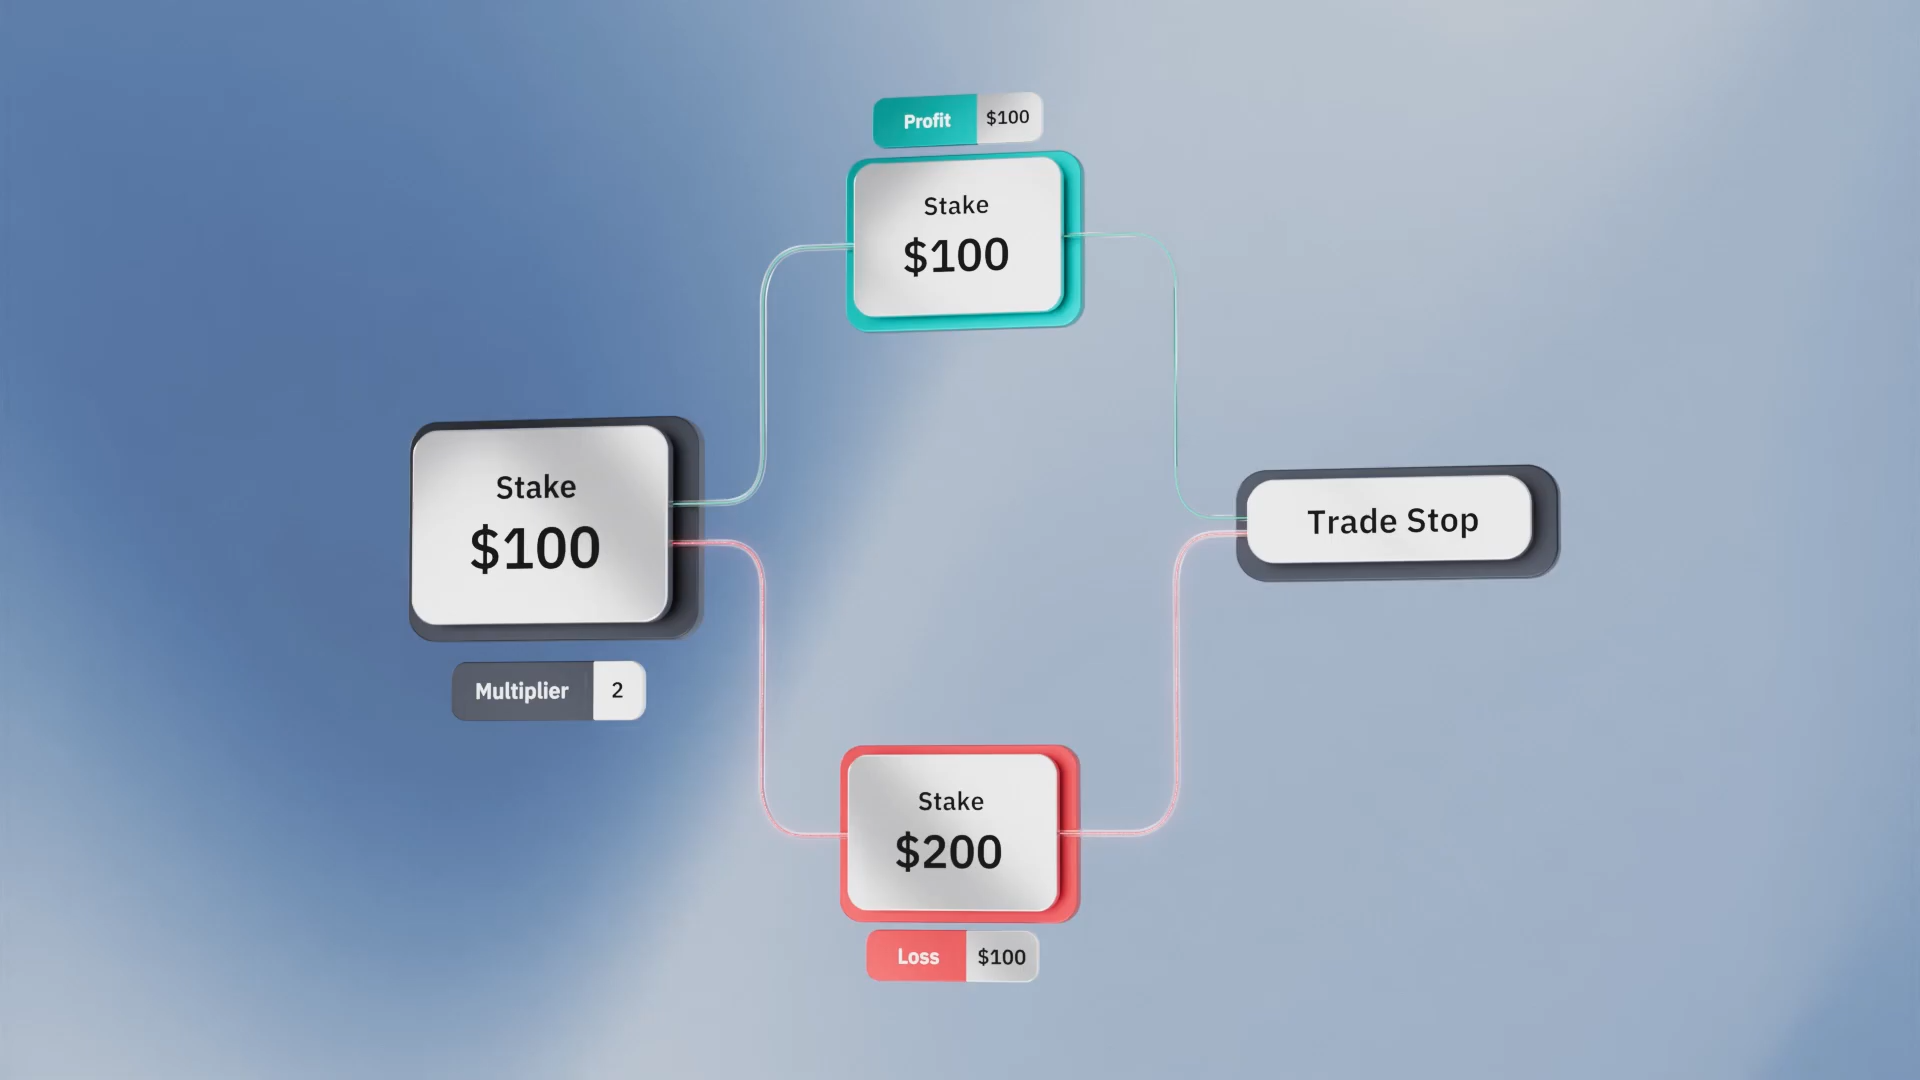 Profit $100
Stake
$100
Stake
$100
Multiplier 2
Trade Stop
Stake
$200
Loss $100